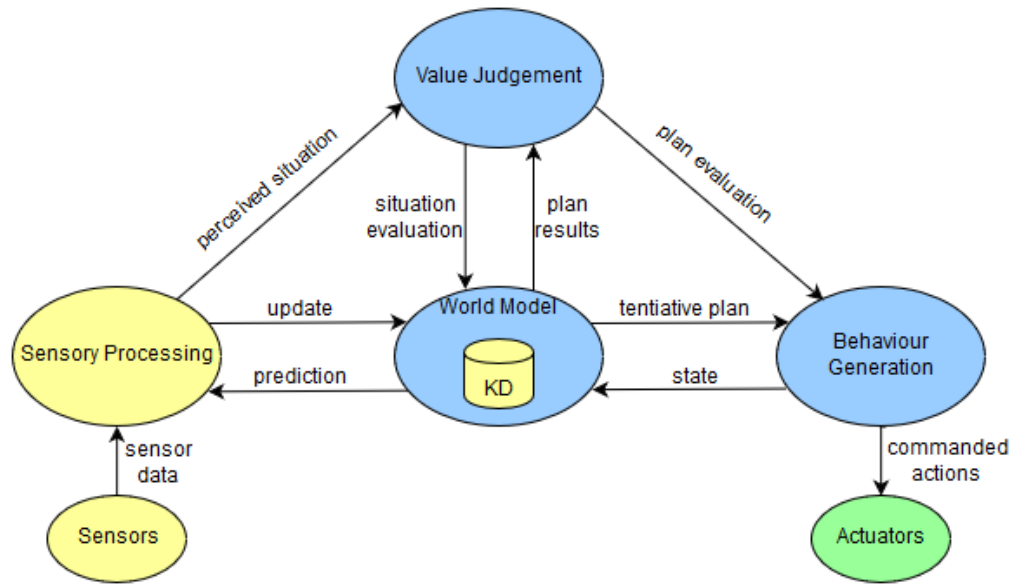 Value Judgement
perceived situation
plan evaluation
situation
evaluation
plan
results
World Model
KD
Sensory Processing
update
prediction
tentiative plan
state
Behaviour
Generation
sensor
data
commanded
actions
Sensors
Actuators